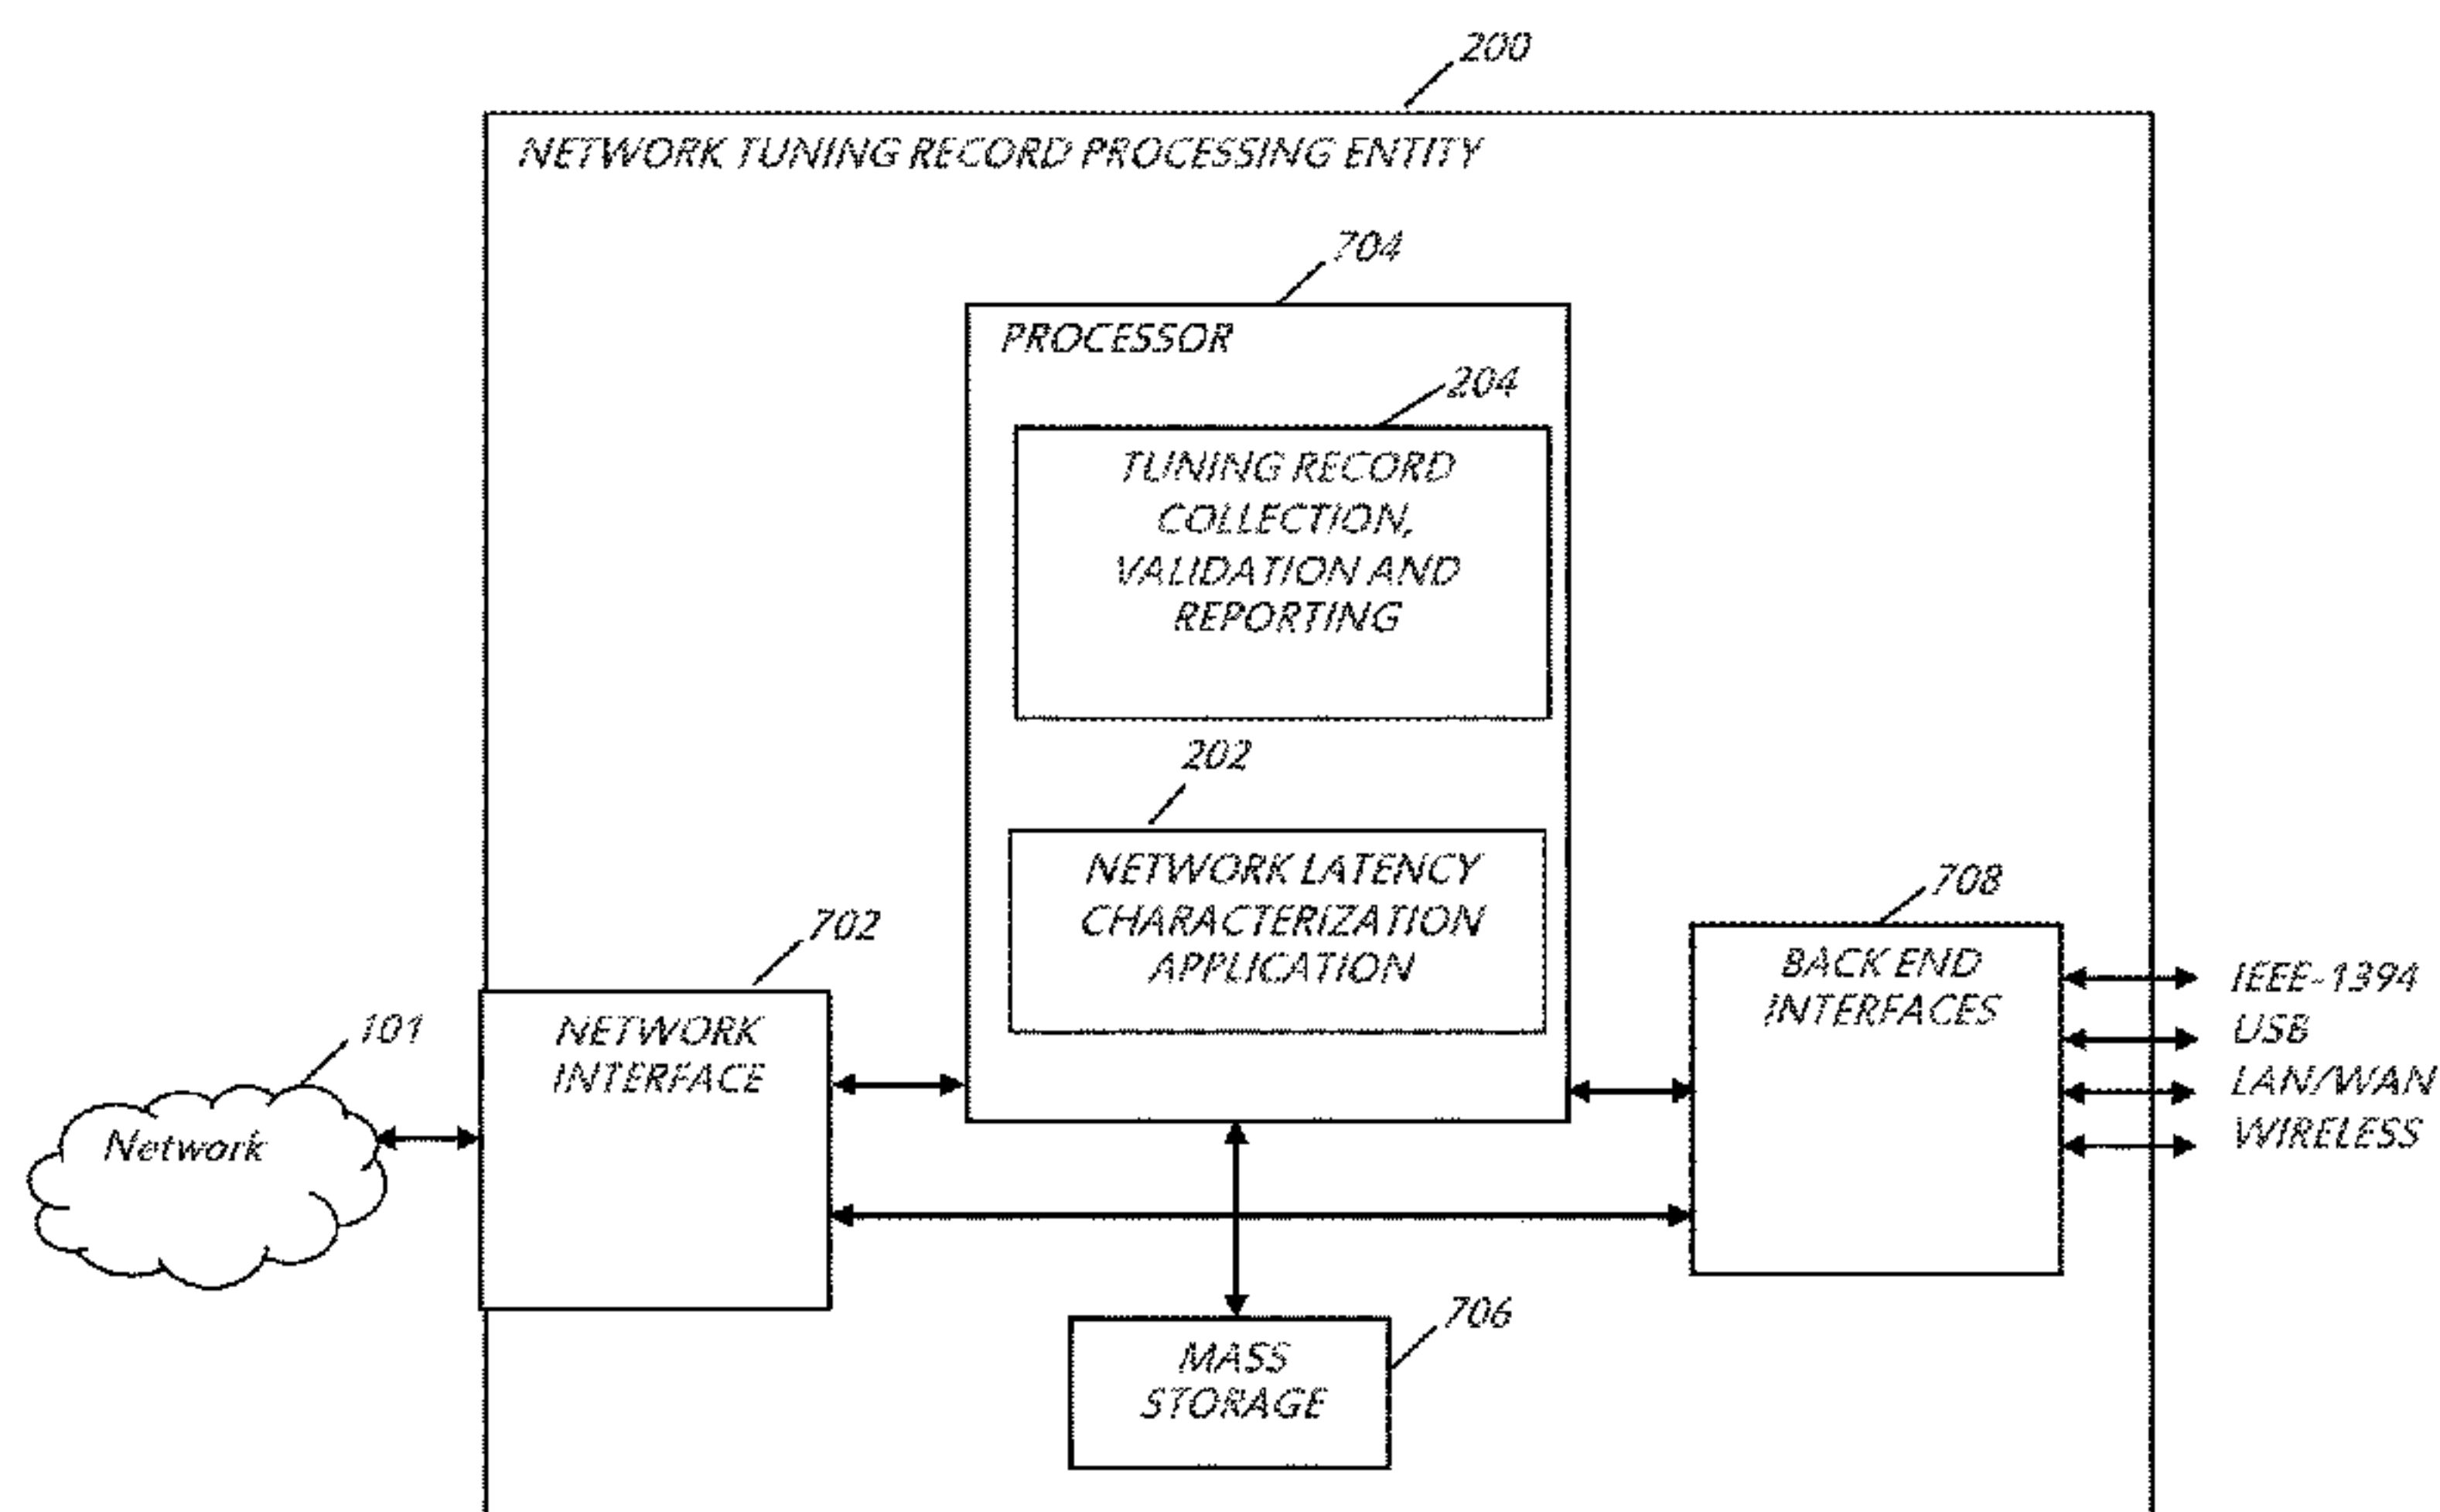 200
NETWORK TUNING RECORD PROCESSING ENTITY
704
PROCESSOR
204
TUNING RECORD
COLLECTION,
VALIDATION AND
REPORTING
202
NETWORK LATENCY
CHARACTERIZATION
APPLICATION
702
NETWORK
INTERFACE
101
Network
708
BACK END
INTERFACES
IEEE-1394
USB
LAN/WAN
WIRELESS
706
MASS
STORAGE